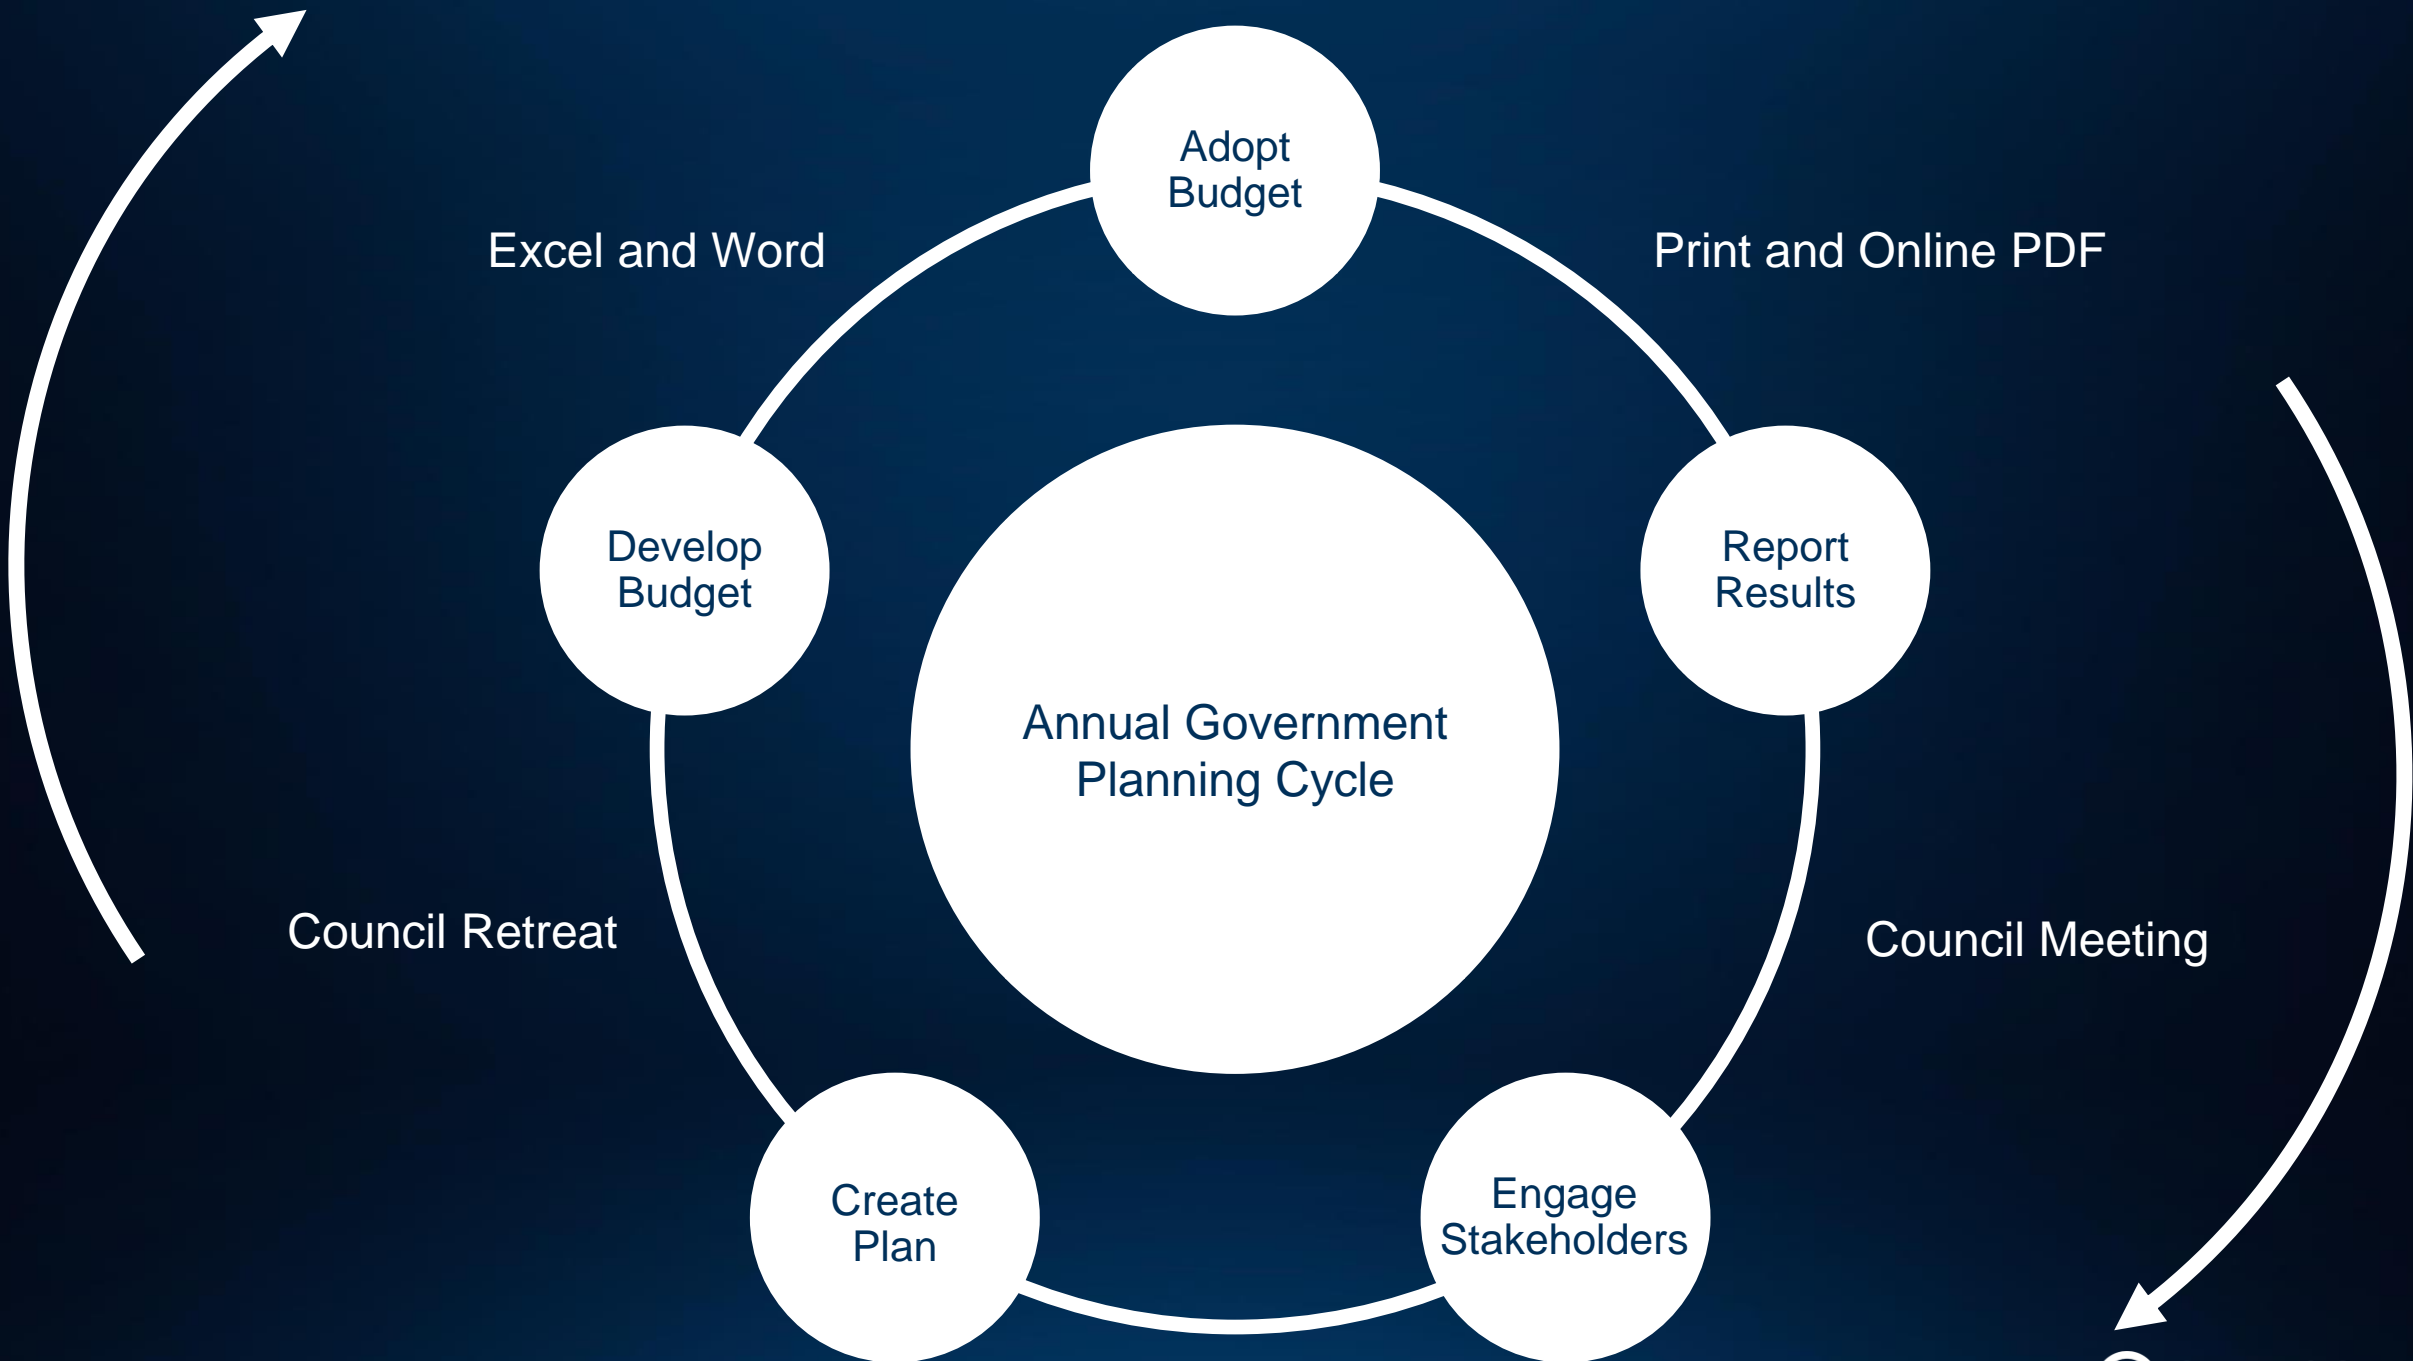 Adopt
Budget
Excel and Word
Print and Online PDF
Develop
Budget
Report
Results
Annual Government
Planning Cycle
Council Retreat
Council Meeting
Create
Plan
Engage
Stakeholders